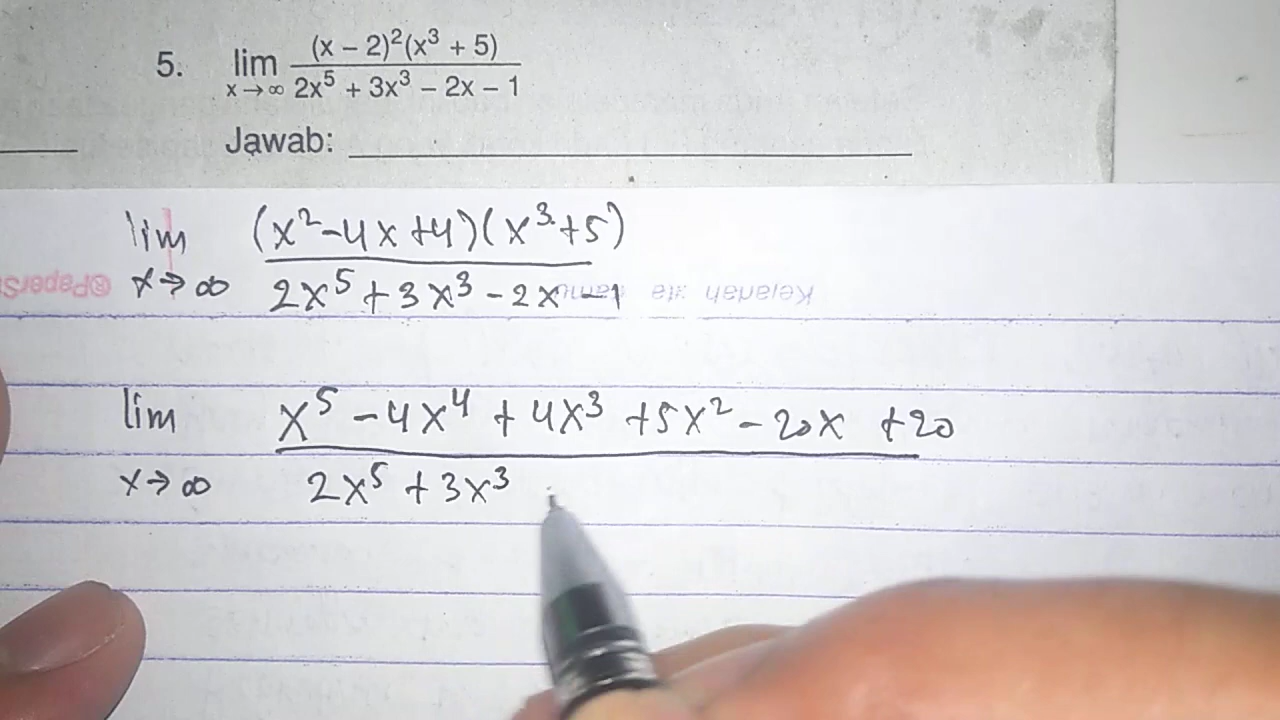 5. lim x→∞ (x − 2)²(x³ + 5) / 2x⁵ + 3x³ − 2x − 1
Jawab:
lim x→∞ (x² - 4x + 4)(x³ + 5) / 2x⁵ + 3x³ - 2x - 1
©PaperS
lim x→∞ x⁵ - 4x⁴ + 4x³ + 5x² - 20x + 20 / 2x⁵ + 3x³